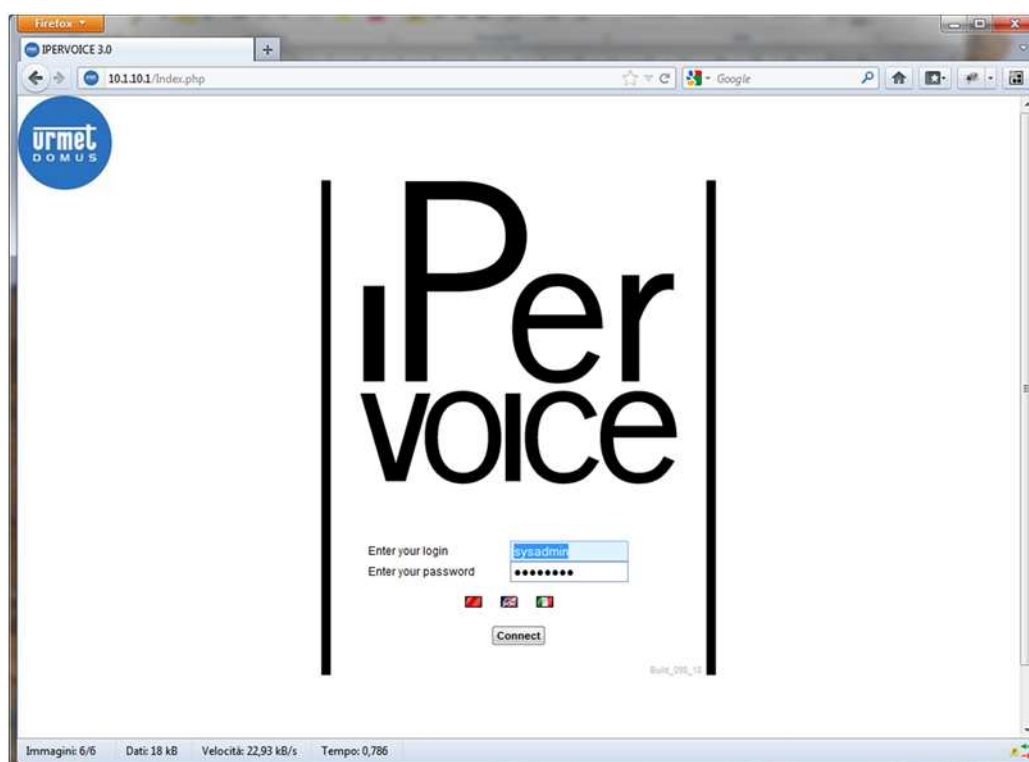 Firefox
IPERVOICE 3.0
10.1.10.1/Index.php
Google
urmet
DOMUS
ıPer
voice
Enter your login
sysadmin
Enter your password
••••••••
Connect
Immagini: 6/6 Dati: 18 kB Velocità: 22,93 kB/s Tempo: 0,786